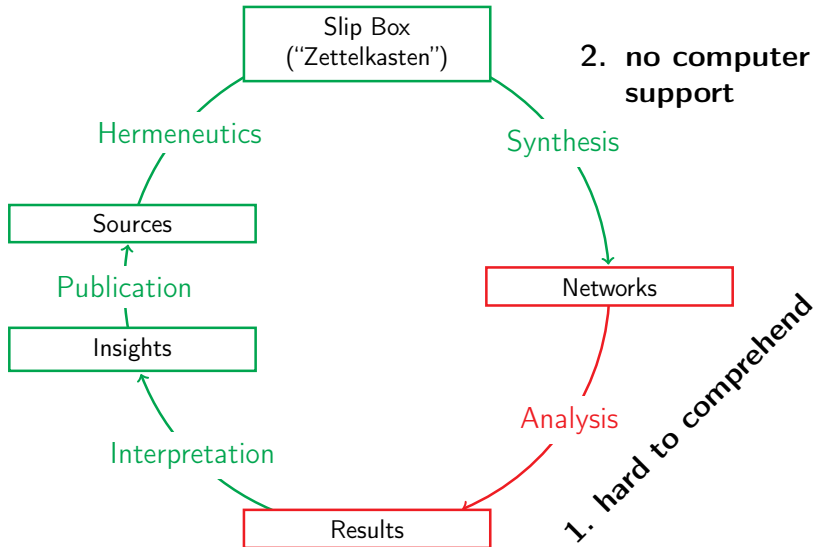 Slip Box
(“Zettelkasten”)
2. no computer
support
Hermeneutics
Synthesis
Sources
Publication
Networks
Insights
Analysis
1. hard to comprehend
Interpretation
Results